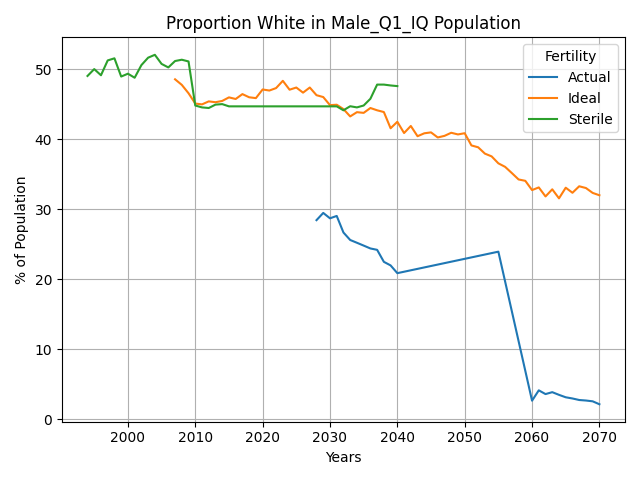 Proportion White in Male_Q1_IQ Population
Fertility
Actual
Ideal
Sterile
% of Population
50
40
30
20
10
0
2000 2010 2020 2030 2040 2050 2060 2070
Years